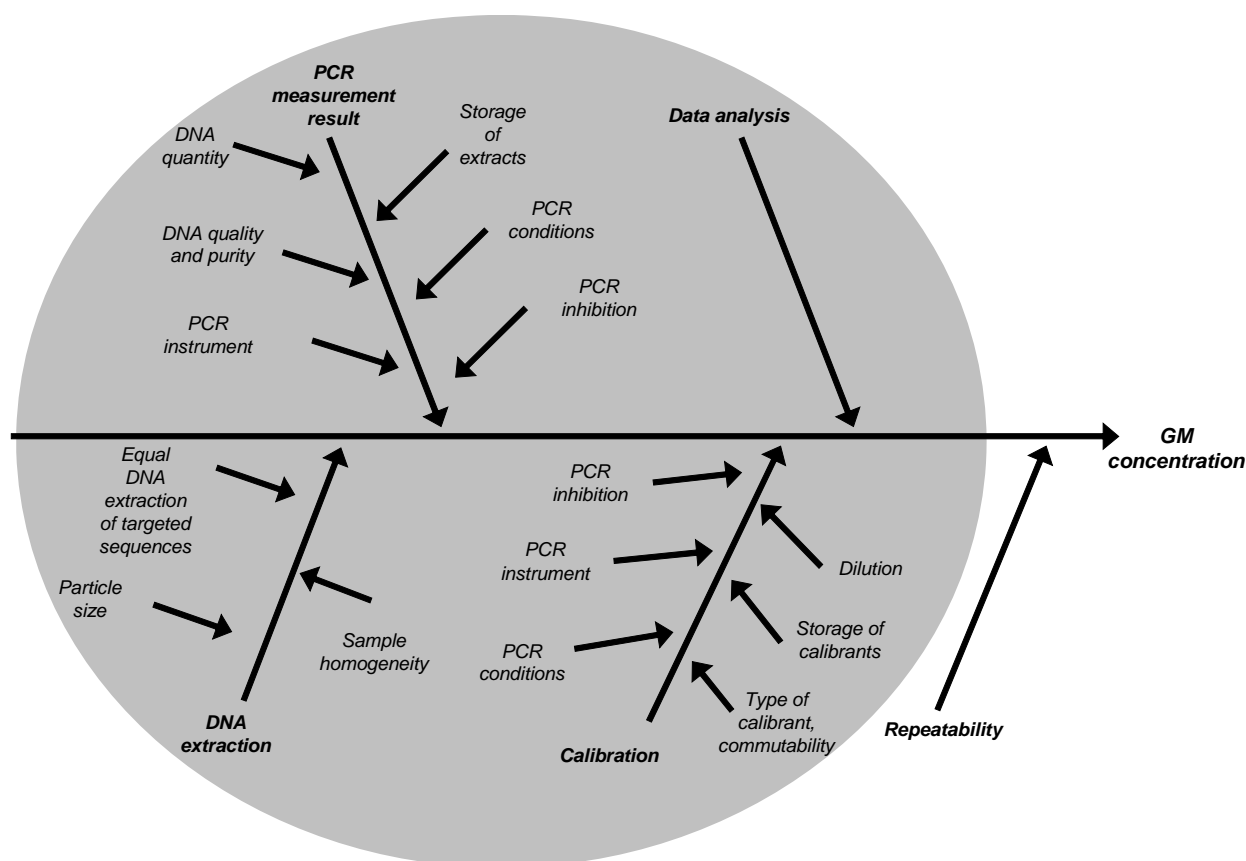 PCR
measurement
result
Storage
of
extracts
Data analysis
DNA
quantity
PCR
conditions
DNA quality
and purity
PCR
inhibition
PCR
instrument
GM
concentration
Equal
DNA
extraction
of targeted
sequences
PCR
inhibition
PCR
instrument
Dilution
Particle
size
Sample
homogeneity
Storage of
calibrants
PCR
conditions
Type of
calibrant,
commutability
DNA
extraction
Calibration
Repeatability